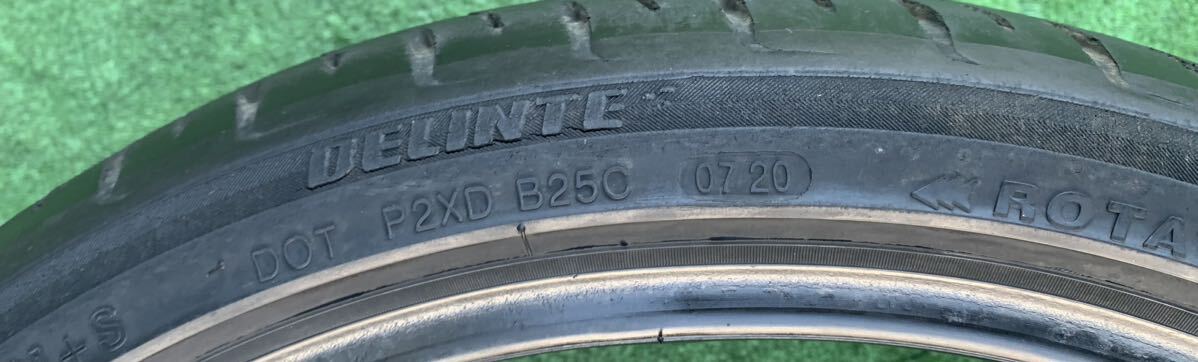 DELINTE
DOT P2XD B25C 0720
ROTA
+S